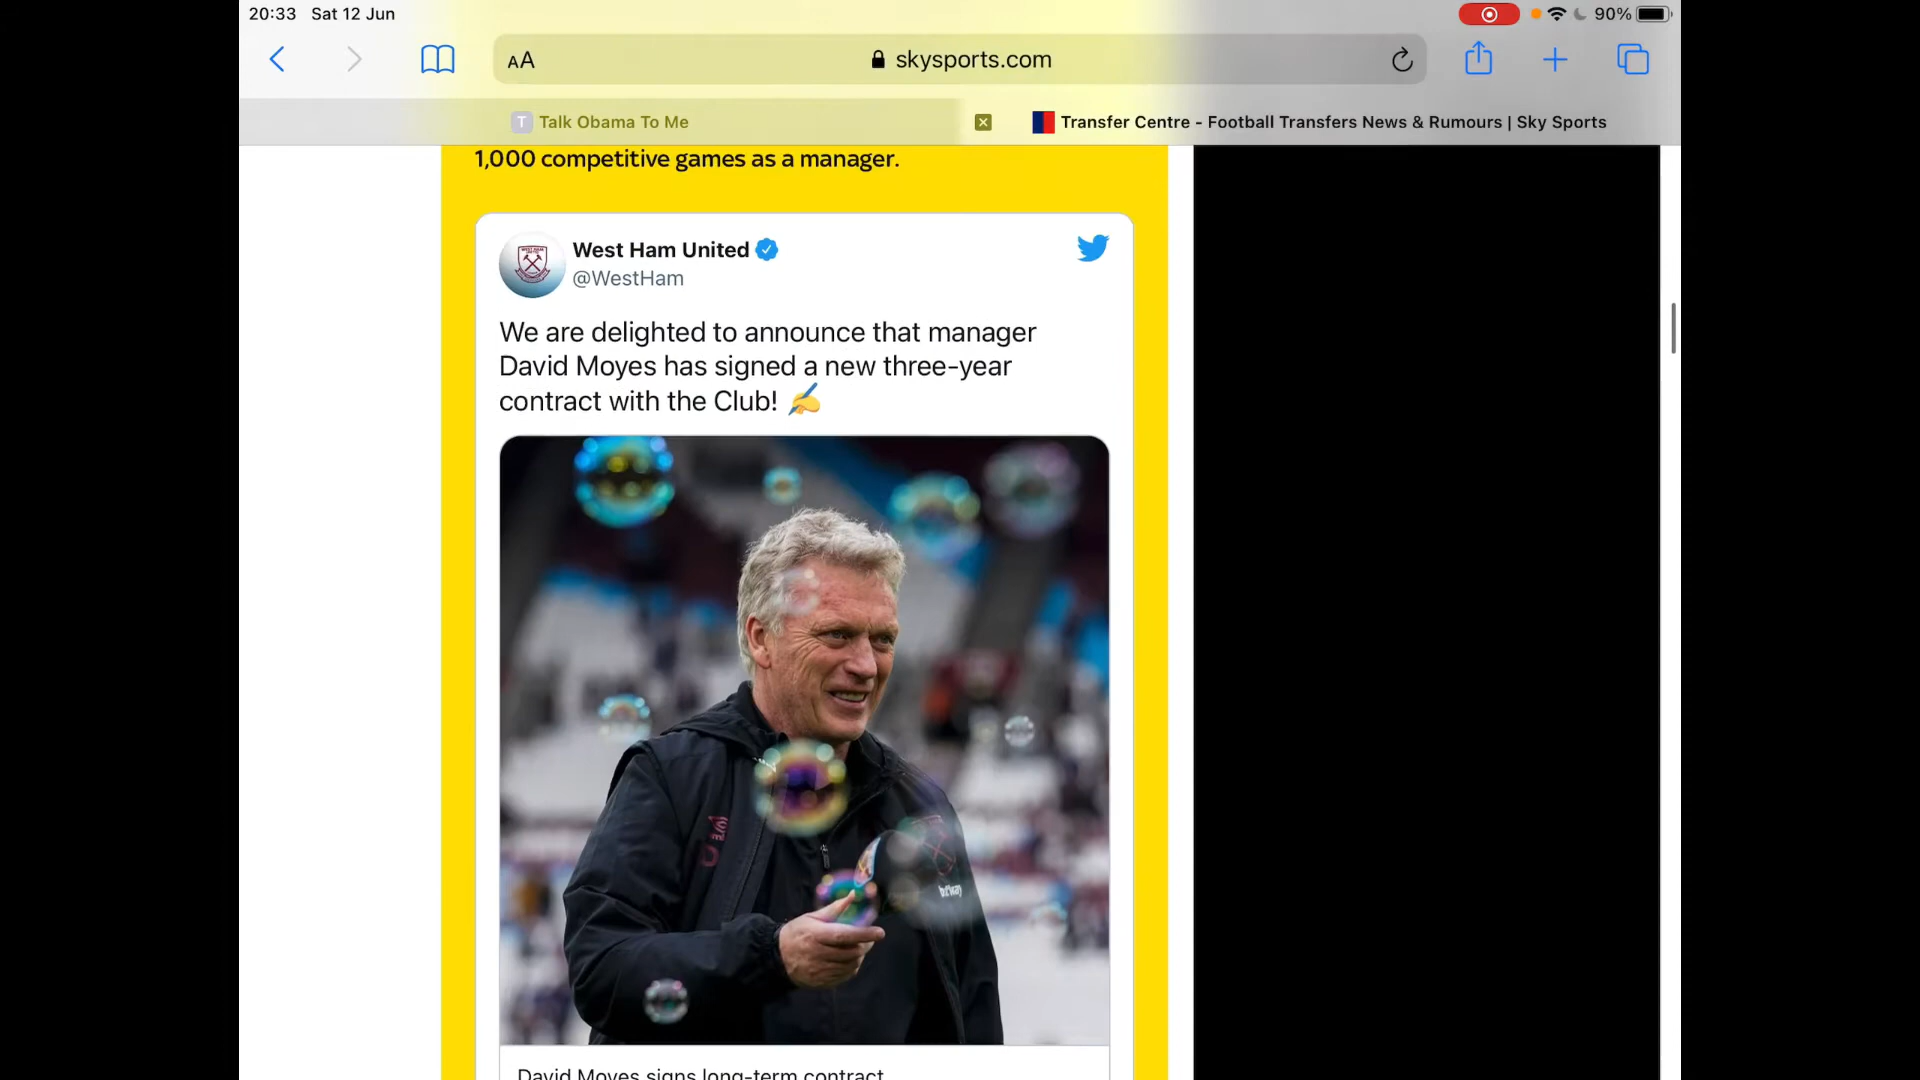 20:33 Sat 12 Jun
90%
AA
skysports.com
T Talk Obama To Me
Transfer Centre - Football Transfers News & Rumours | Sky Sports
1,000 competitive games as a manager.
West Ham United
@WestHam
We are delighted to announce that manager
David Moyes has signed a new three-year
contract with the Club! ✍️
betway
David Moyes signs long-term contract